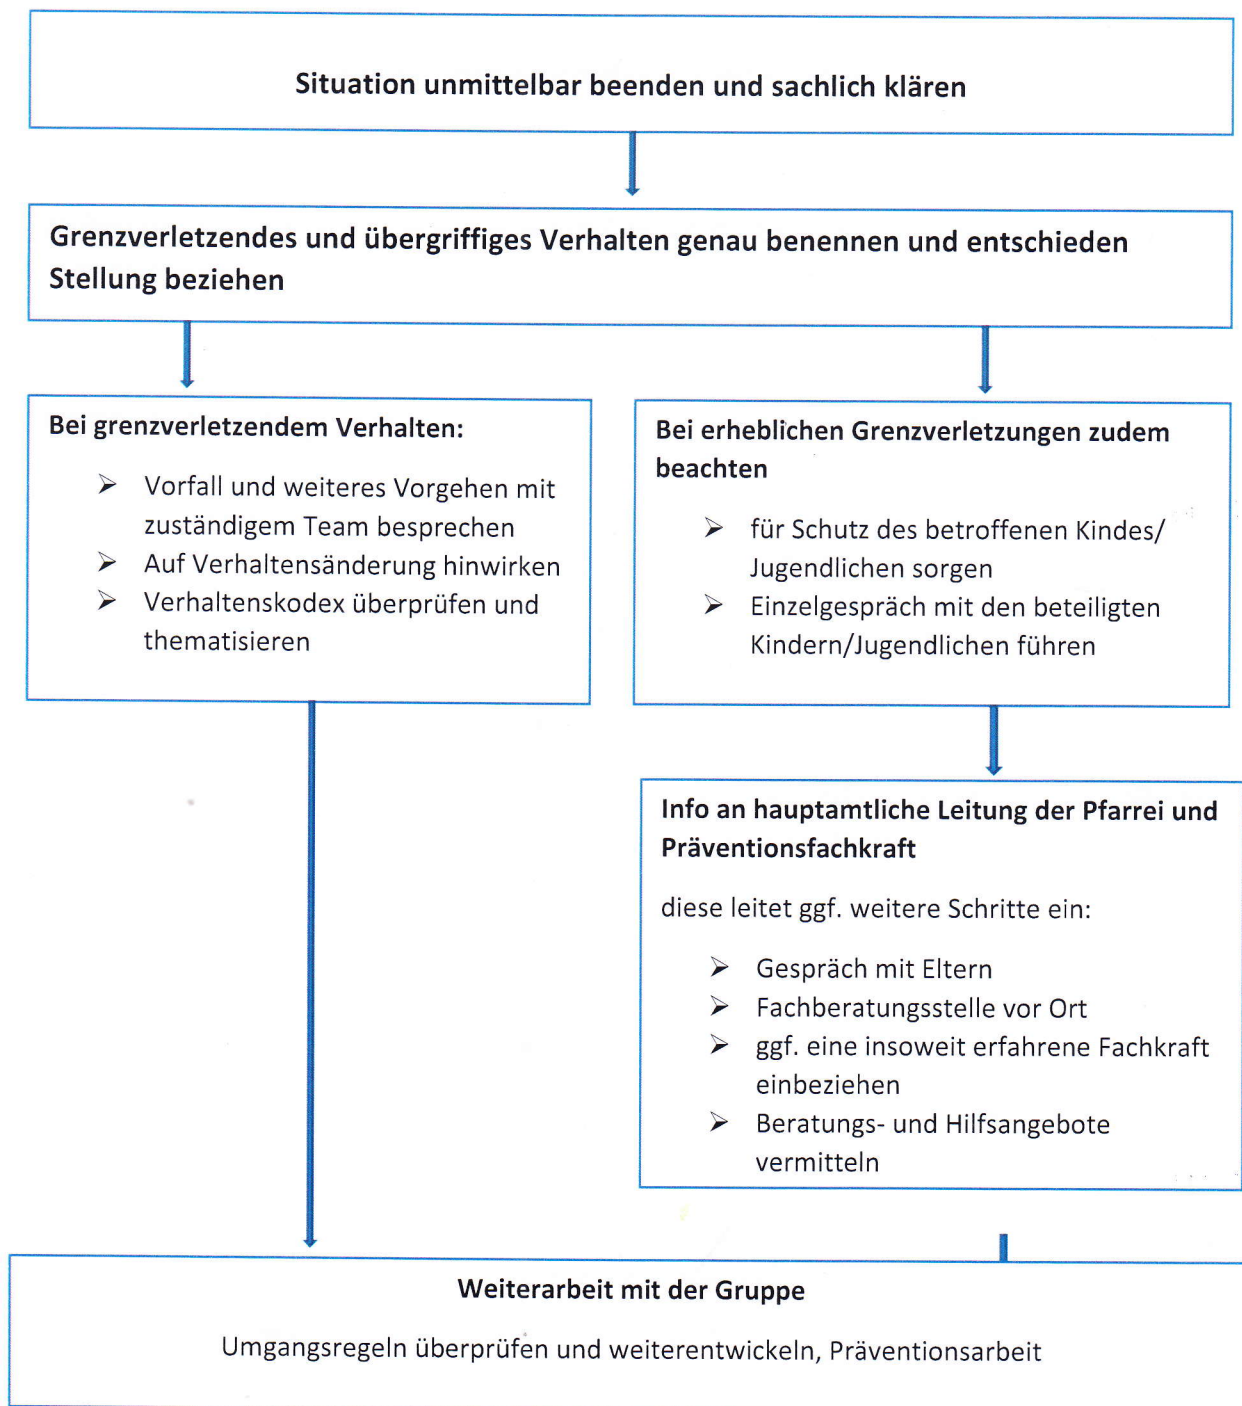 Situation unmittelbar beenden und sachlich klären
Grenzverletzendes und übergriffiges Verhalten genau benennen und entschieden
Stellung beziehen
Bei grenzverletzendem Verhalten:
➢ Vorfall und weiteres Vorgehen mit
zuständigem Team besprechen
➢ Auf Verhaltensänderung hinwirken
➢ Verhaltenskodex überprüfen und
thematisieren
Bei erheblichen Grenzverletzungen zudem
beachten
➢ für Schutz des betroffenen Kindes/
Jugendlichen sorgen
➢ Einzelgespräch mit den beteiligten
Kindern/Jugendlichen führen
Info an hauptamtliche Leitung der Pfarrei und
Präventionsfachkraft
diese leitet ggf. weitere Schritte ein:
➢ Gespräch mit Eltern
➢ Fachberatungsstelle vor Ort
➢ ggf. eine insoweit erfahrene Fachkraft
einbeziehen
➢ Beratungs- und Hilfsangebote
vermitteln
Weiterarbeit mit der Gruppe
Umgangsregeln überprüfen und weiterentwickeln, Präventionsarbeit